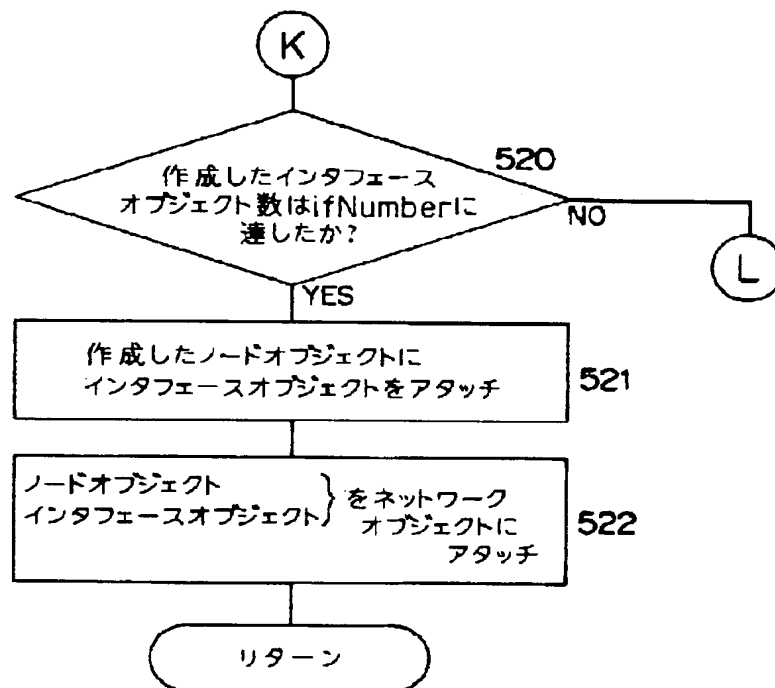 K
作成したインタフェース
オブジェクト数はifNumberに
達したか?
520
NO
L
YES
作成したノードオブジェクトに
インタフェースオブジェクトをアタッチ
521
ノードオブジェクト
インタフェースオブジェクト
}をネットワーク
オブジェクトに
アタッチ
522
リターン